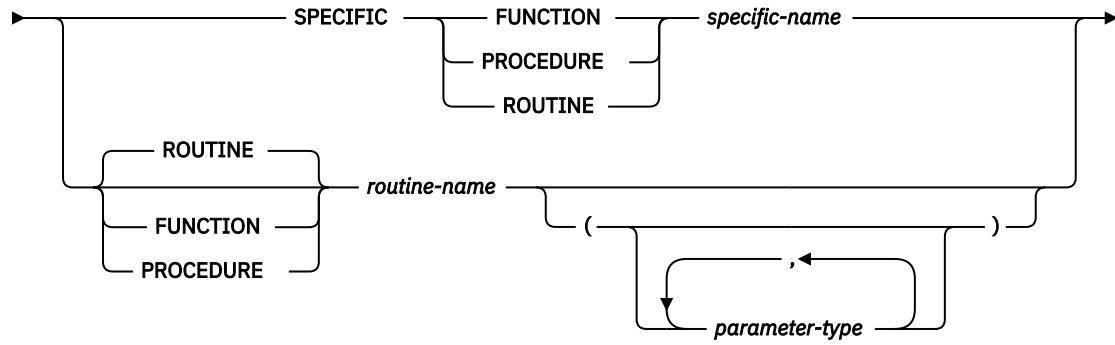 SPECIFIC FUNCTION specific-name
PROCEDURE
ROUTINE
ROUTINE
routine-name
FUNCTION ( )
PROCEDURE
,
parameter-type